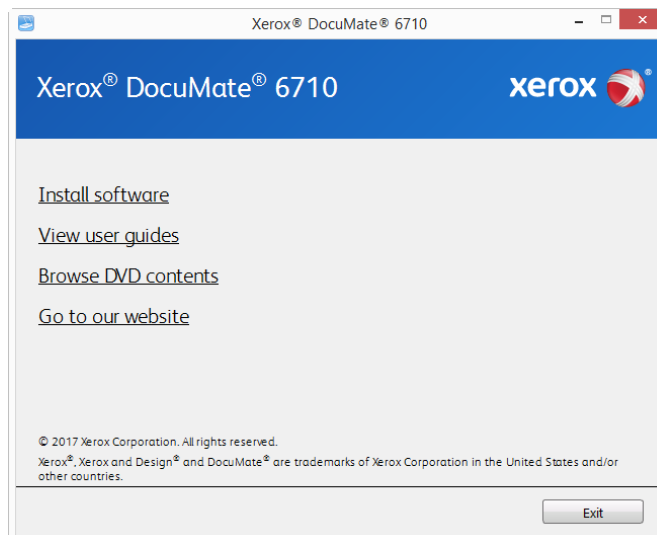 Xerox® DocuMate® 6710
Xerox® DocuMate® 6710
xerox®
Install software
View user guides
Browse DVD contents
Go to our website
© 2017 Xerox Corporation. All rights reserved.
Xerox®, Xerox and Design® and DocuMate® are trademarks of Xerox Corporation in the United States and/or
other countries.
Exit